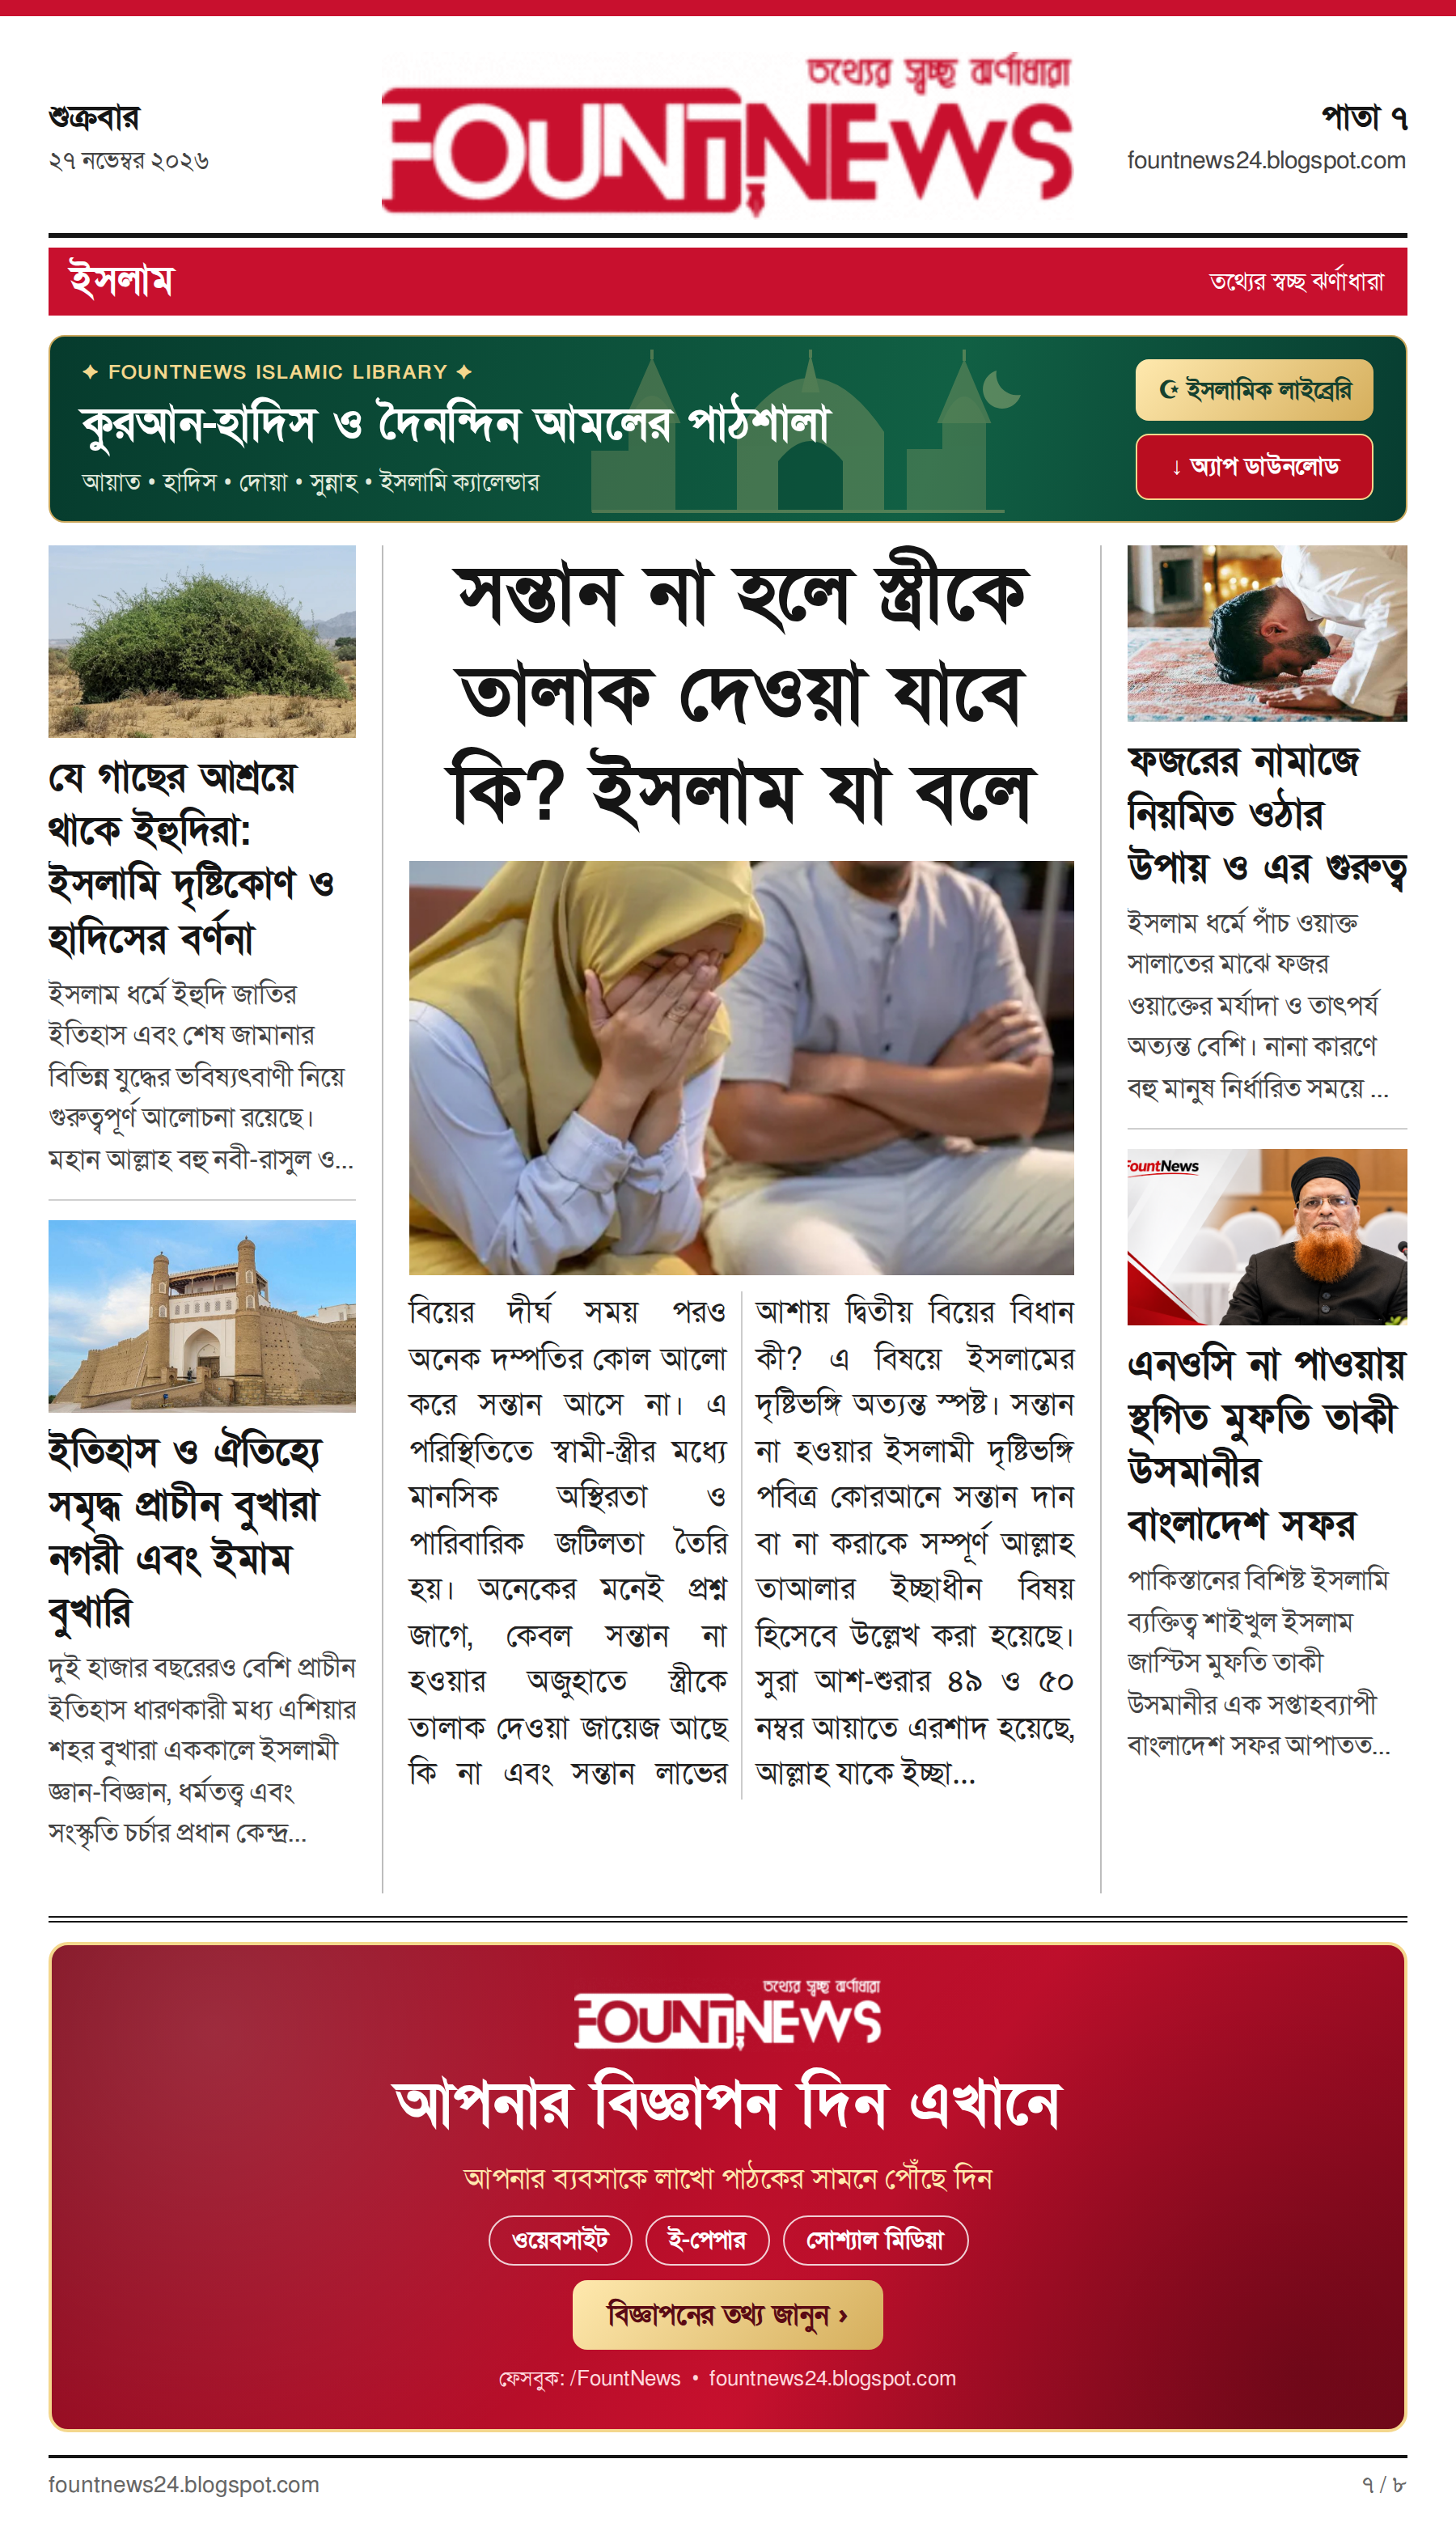 শুক্রবার
২৭ নভেম্বর ২০২৬
তথ্যের স্বচ্ছ ঝর্ণাধারা
FOUNTNEWS
পাতা ৭
fountnews24.blogspot.com
ইসলাম
তথ্যের স্বচ্ছ ঝর্ণাধারা
✦ FOUNTNEWS ISLAMIC LIBRARY ✦
কুরআন-হাদিস ও দৈনন্দিন আমলের পাঠশালা
আয়াত • হাদিস • দোয়া • সুন্নাহ • ইসলামি ক্যালেন্ডার
☪ ইসলামিক লাইব্রেরি
↓ অ্যাপ ডাউনলোড
যে গাছের আশ্রয়ে
থাকে ইহুদিরা:
ইসলামি দৃষ্টিকোণ ও
হাদিসের বর্ণনা
ইসলাম ধর্মে ইহুদি জাতির
ইতিহাস এবং শেষ জামানার
বিভিন্ন যুদ্ধের ভবিষ্যৎবাণী নিয়ে
গুরুত্বপূর্ণ আলোচনা রয়েছে।
মহান আল্লাহ বহু নবী-রাসুল ও...
ইতিহাস ও ঐতিহ্যে
সমৃদ্ধ প্রাচীন বুখারা
নগরী এবং ইমাম
বুখারি
দুই হাজার বছরেরও বেশি প্রাচীন
ইতিহাস ধারণকারী মধ্য এশিয়ার
শহর বুখারা এককালে ইসলামী
জ্ঞান-বিজ্ঞান, ধর্মতত্ত্ব এবং
সংস্কৃতি চর্চার প্রধান কেন্দ্র...
সন্তান না হলে স্ত্রীকে
তালাক দেওয়া যাবে
কি? ইসলাম যা বলে
বিয়ের দীর্ঘ সময় পরও
অনেক দম্পতির কোল আলো
করে সন্তান আসে না। এ
পরিস্থিতিতে স্বামী-স্ত্রীর মধ্যে
মানসিক অস্থিরতা ও
পারিবারিক জটিলতা তৈরি
হয়। অনেকের মনেই প্রশ্ন
জাগে, কেবল সন্তান না
হওয়ার অজুহাতে স্ত্রীকে
তালাক দেওয়া জায়েজ আছে
কি না এবং সন্তান লাভের
আশায় দ্বিতীয় বিয়ের বিধান
কী? এ বিষয়ে ইসলামের
দৃষ্টিভঙ্গি অত্যন্ত স্পষ্ট। সন্তান
না হওয়ার ইসলামী দৃষ্টিভঙ্গি
পবিত্র কোরআনে সন্তান দান
বা না করাকে সম্পূর্ণ আল্লাহ
তাআলার ইচ্ছাধীন বিষয়
হিসেবে উল্লেখ করা হয়েছে।
সুরা আশ-শুরার ৪৯ ও ৫০
নম্বর আয়াতে এরশাদ হয়েছে,
আল্লাহ যাকে ইচ্ছা...
ফজরের নামাজে
নিয়মিত ওঠার
উপায় ও এর গুরুত্ব
ইসলাম ধর্মে পাঁচ ওয়াক্ত
সালাতের মাঝে ফজর
ওয়াক্তের মর্যাদা ও তাৎপর্য
অত্যন্ত বেশি। নানা কারণে
বহু মানুষ নির্ধারিত সময়ে ...
FountNews
এনওসি না পাওয়ায়
স্থগিত মুফতি তাকী
উসমানীর
বাংলাদেশ সফর
পাকিস্তানের বিশিষ্ট ইসলামি
ব্যক্তিত্ব শাইখুল ইসলাম
জাস্টিস মুফতি তাকী
উসমানীর এক সপ্তাহব্যাপী
বাংলাদেশ সফর আপাতত...
তথ্যের স্বচ্ছ ঝর্ণাধারা
FOUNTNEWS
আপনার বিজ্ঞাপন দিন এখানে
আপনার ব্যবসাকে লাখো পাঠকের সামনে পৌঁছে দিন
ওয়েবসাইট ই-পেপার সোশ্যাল মিডিয়া
বিজ্ঞাপনের তথ্য জানুন ›
ফেসবুক: /FountNews • fountnews24.blogspot.com
fountnews24.blogspot.com
৭ / ৮